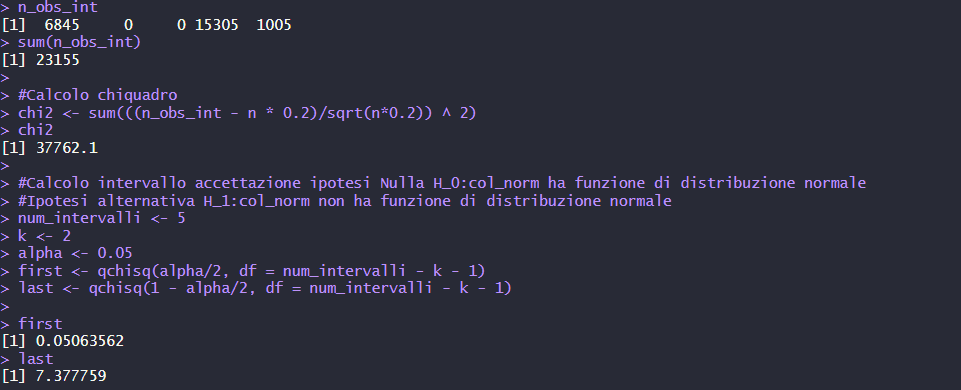 > n_obs_int
[1]  6845     0     0 15305  1005
> sum(n_obs_int)
[1] 23155
>
> #Calcolo chiquadro
> chi2 <- sum(((n_obs_int - n * 0.2)/sqrt(n*0.2)) ^ 2)
> chi2
[1] 37762.1
>
> #Calcolo intervallo accettazione ipotesi Nulla H_0:col_norm ha funzione di distribuzione normale
> #Ipotesi alternativa H_1:col_norm non ha funzione di distribuzione normale
> num_intervalli <- 5
> k <- 2
> alpha <- 0.05
> first <- qchisq(alpha/2, df = num_intervalli - k - 1)
> last <- qchisq(1 - alpha/2, df = num_intervalli - k - 1)
>
> first
[1] 0.05063562
> last
[1] 7.377759